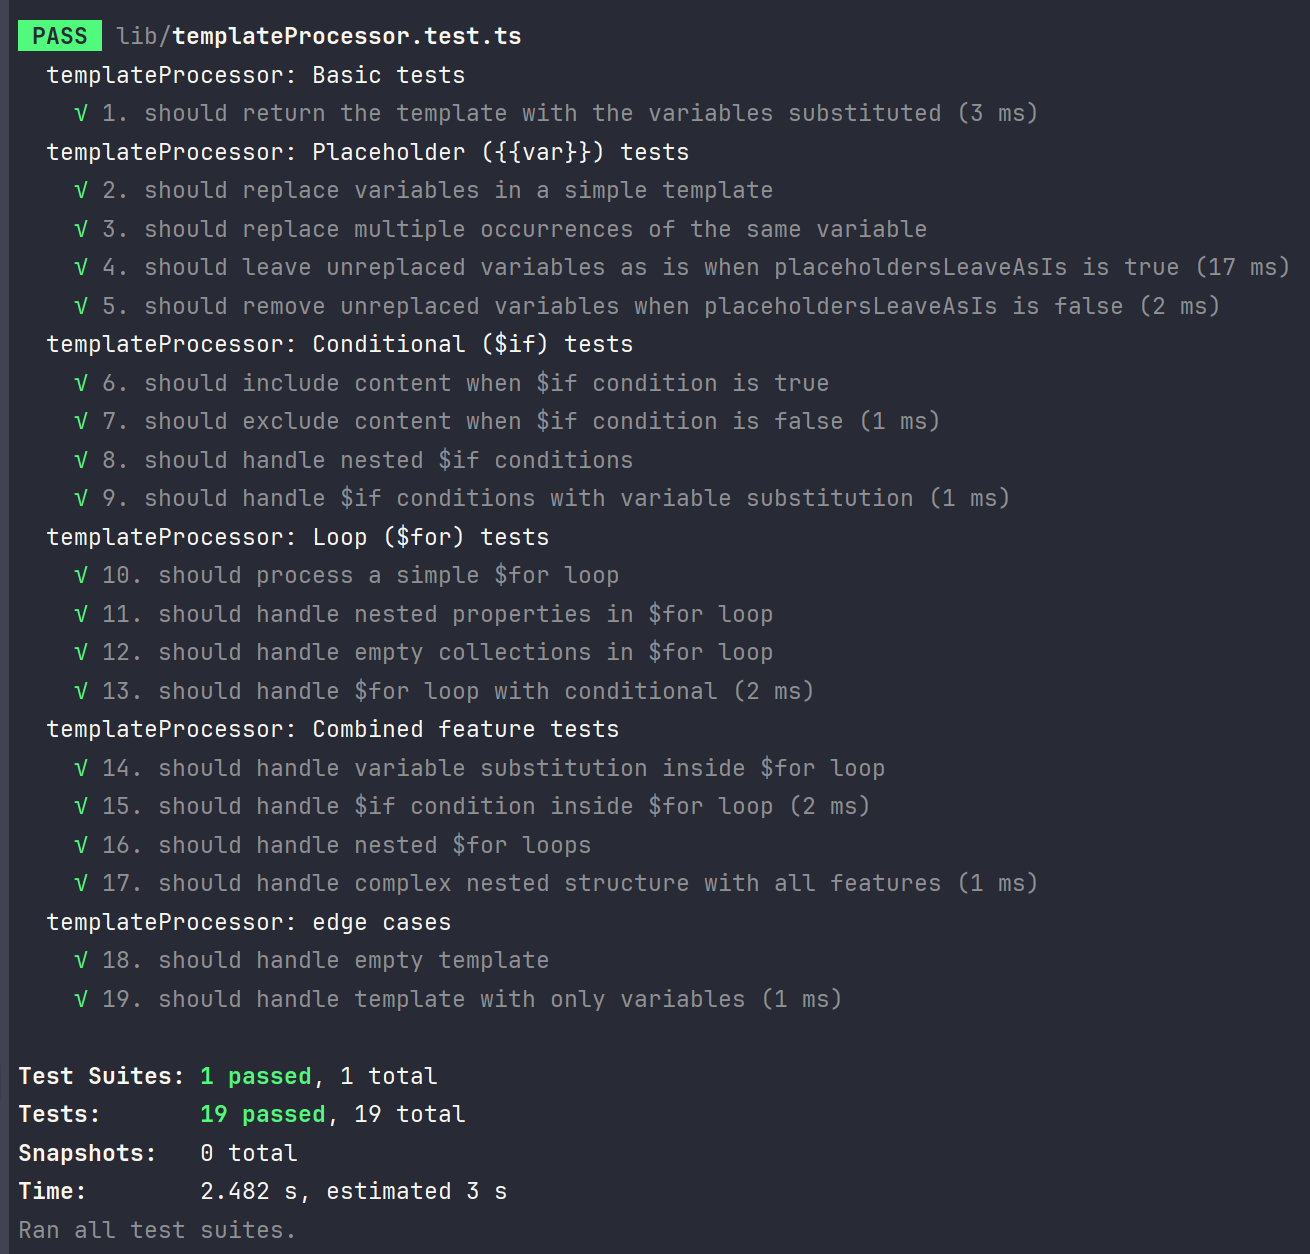 PASS lib/templateProcessor.test.ts
templateProcessor: Basic tests
√ 1. should return the template with the variables substituted (3 ms)
templateProcessor: Placeholder ({{var}}) tests
√ 2. should replace variables in a simple template
√ 3. should replace multiple occurrences of the same variable
√ 4. should leave unreplaced variables as is when placeholdersLeaveAsIs is true (17 ms)
√ 5. should remove unreplaced variables when placeholdersLeaveAsIs is false (2 ms)
templateProcessor: Conditional ($if) tests
√ 6. should include content when $if condition is true
√ 7. should exclude content when $if condition is false (1 ms)
√ 8. should handle nested $if conditions
√ 9. should handle $if conditions with variable substitution (1 ms)
templateProcessor: Loop ($for) tests
√ 10. should process a simple $for loop
√ 11. should handle nested properties in $for loop
√ 12. should handle empty collections in $for loop
√ 13. should handle $for loop with conditional (2 ms)
templateProcessor: Combined feature tests
√ 14. should handle variable substitution inside $for loop
√ 15. should handle $if condition inside $for loop (2 ms)
√ 16. should handle nested $for loops
√ 17. should handle complex nested structure with all features (1 ms)
templateProcessor: edge cases
√ 18. should handle empty template
√ 19. should handle template with only variables (1 ms)
Test Suites: 1 passed, 1 total
Tests: 19 passed, 19 total
Snapshots: 0 total
Time: 2.482 s, estimated 3 s
Ran all test suites.